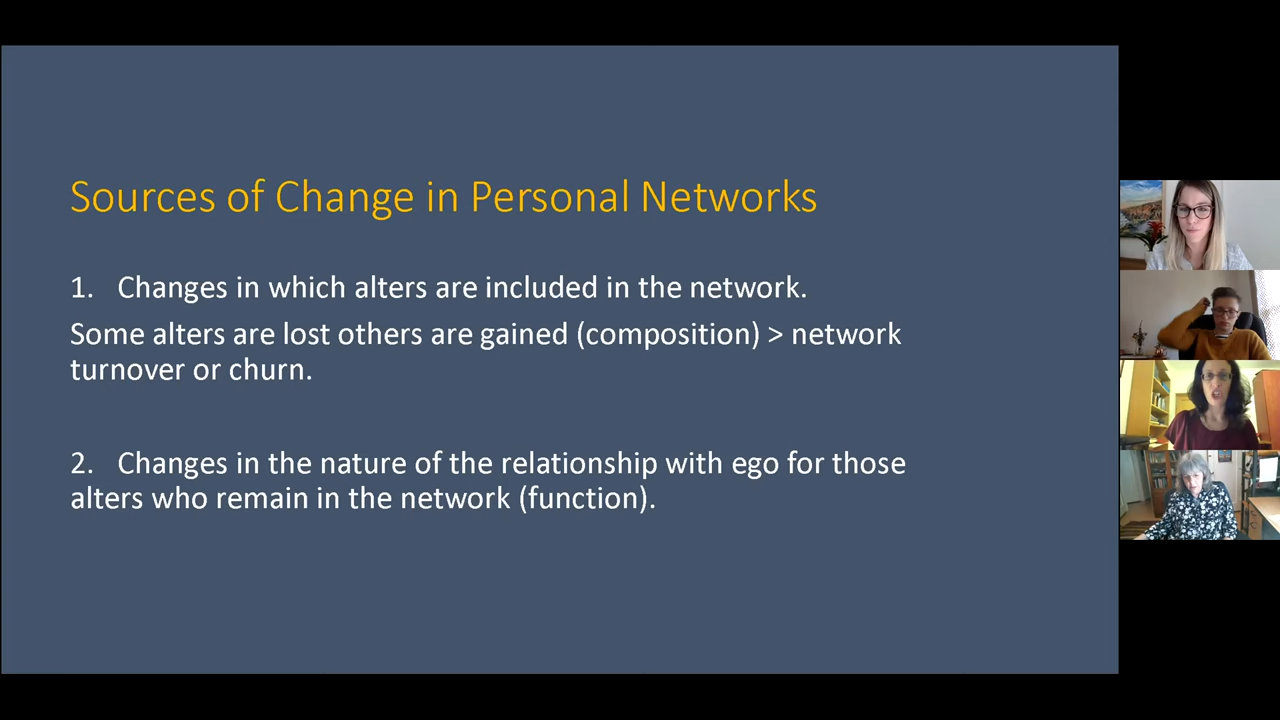 Sources of Change in Personal Networks
1. Changes in which alters are included in the network.
Some alters are lost others are gained (composition) > network
turnover or churn.
2. Changes in the nature of the relationship with ego for those
alters who remain in the network (function).